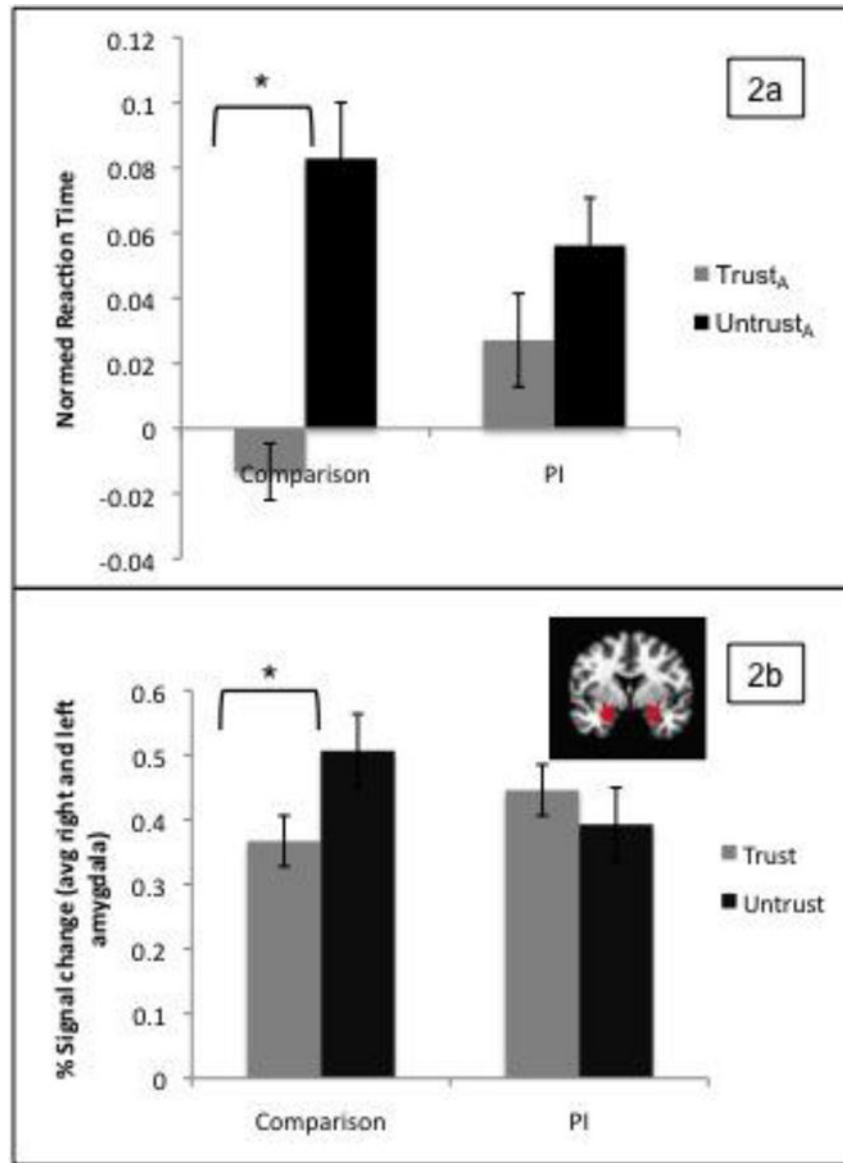 2a
*
Normed Reaction Time
0.12
0.1
0.08
0.06
0.04
0.02
0
-0.02
-0.04
Comparison
PI
Trust_A
Untrust_A
2b
*
% Signal change (avg right and left
amygdala)
0.6
0.5
0.4
0.3
0.2
0.1
0
Comparison
PI
Trust
Untrust